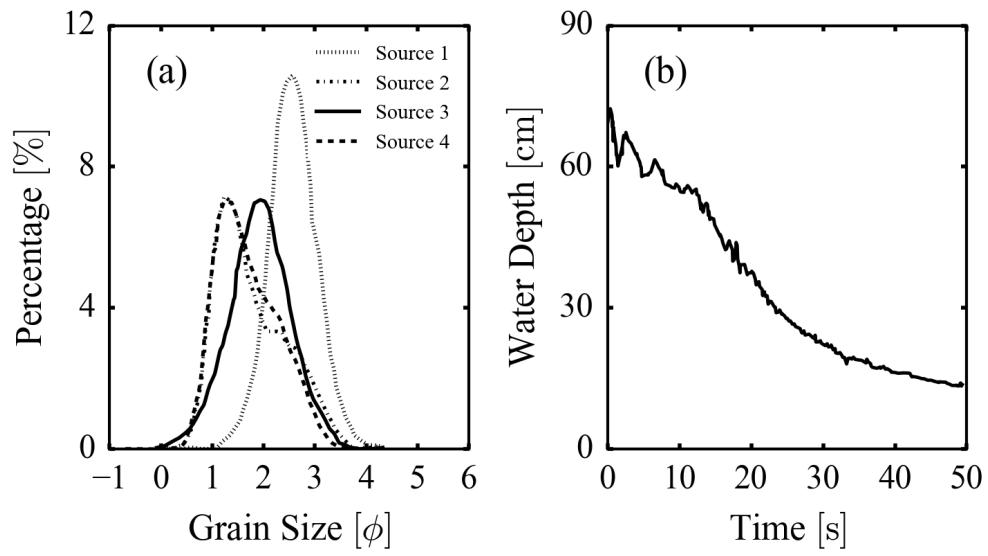 (a)
Source 1
Source 2
Source 3
Source 4
Percentage [%]
12
8
4
0
−1 0 1 2 3 4 5 6
Grain Size [ϕ]
(b)
Water Depth [cm]
90
60
30
0
0 10 20 30 40 50
Time [s]